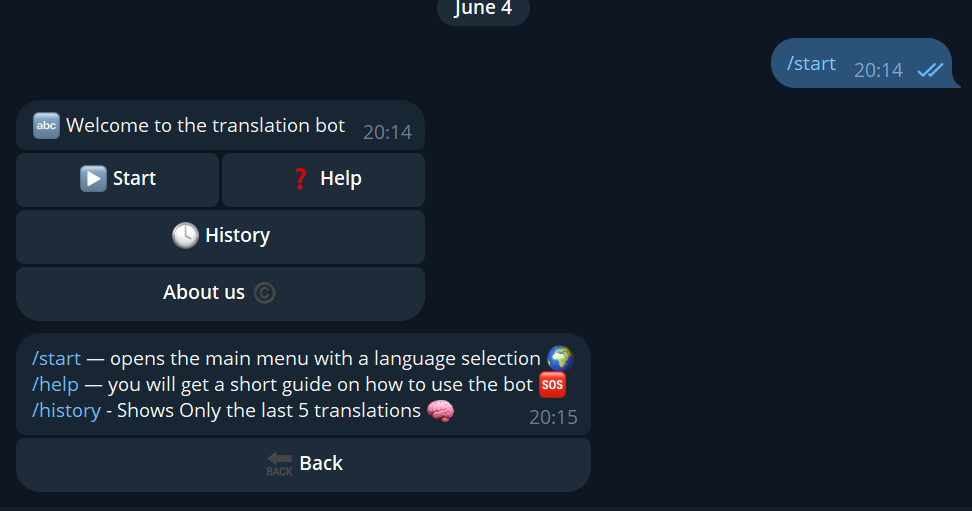 June 4
/start 20:14
🔤 Welcome to the translation bot 20:14
▶️ Start
❓ Help
🕓 History
About us ©️
/start — opens the main menu with a language selection 🌍
/help — you will get a short guide on how to use the bot 🆘
/history - Shows Only the last 5 translations 🧠 20:15
🔙 Back